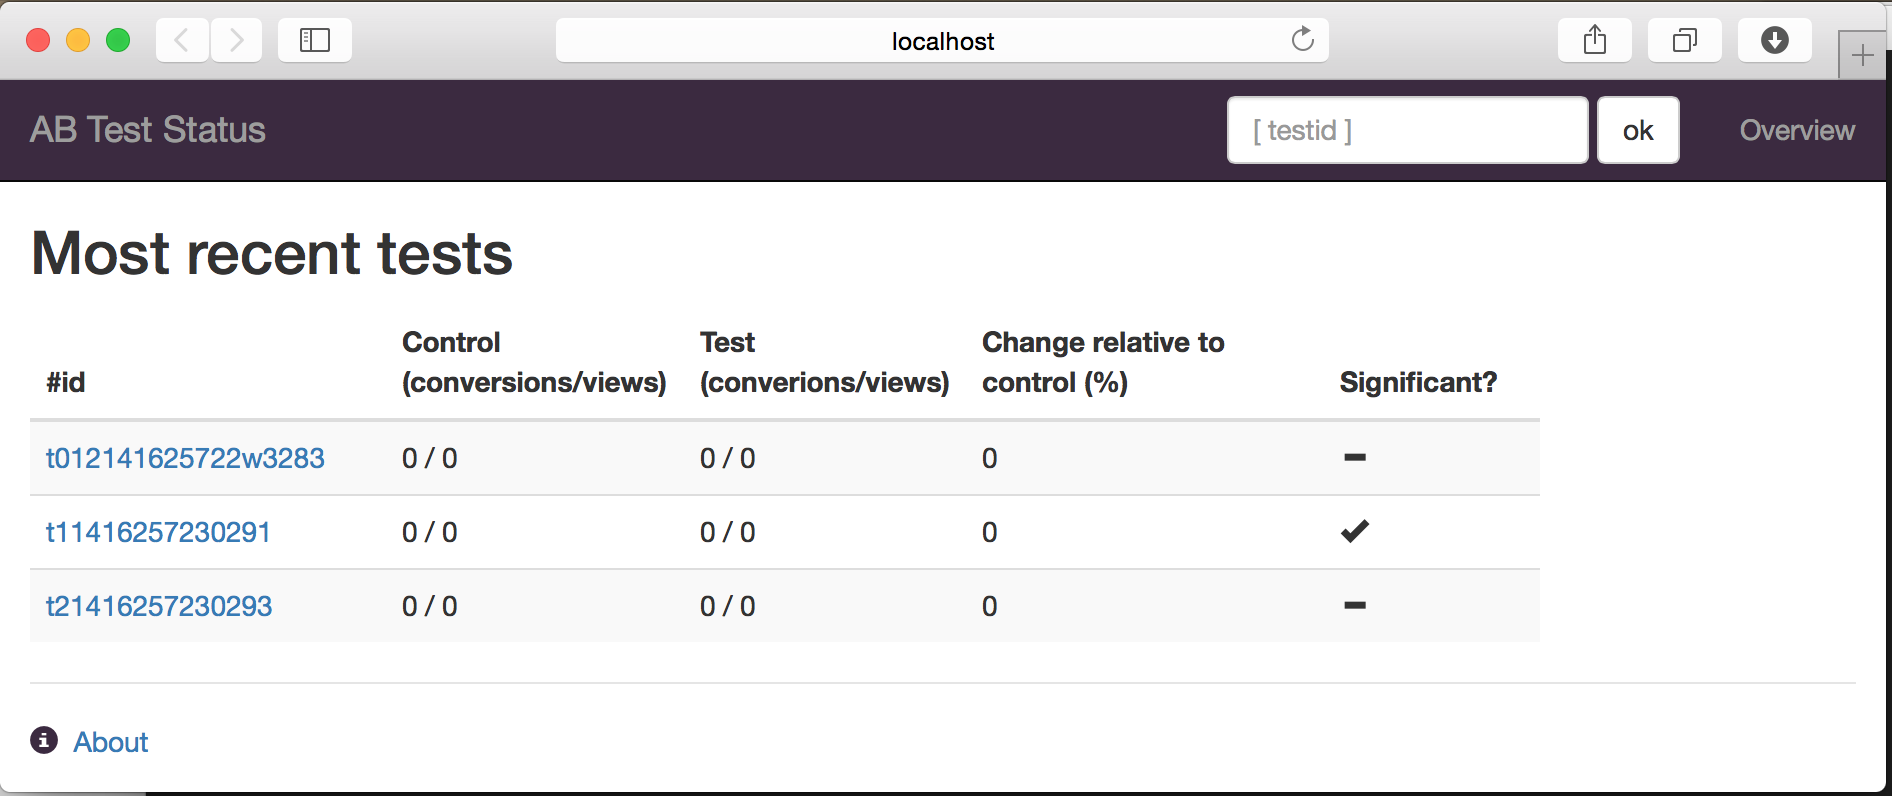 localhost
AB Test Status
[ testid ]
ok
Overview
Most recent tests
#id
Control (conversions/views)
Test (converions/views)
Change relative to control (%)
Significant?
t012141625722w3283 0 / 0 0 / 0 0
t11416257230291 0 / 0 0 / 0 0
t21416257230293 0 / 0 0 / 0 0
About